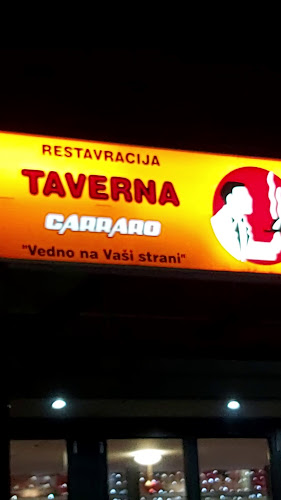 RESTAVRACIJA
TAVERNA
CARRARO
"Vedno na Vaši strani"